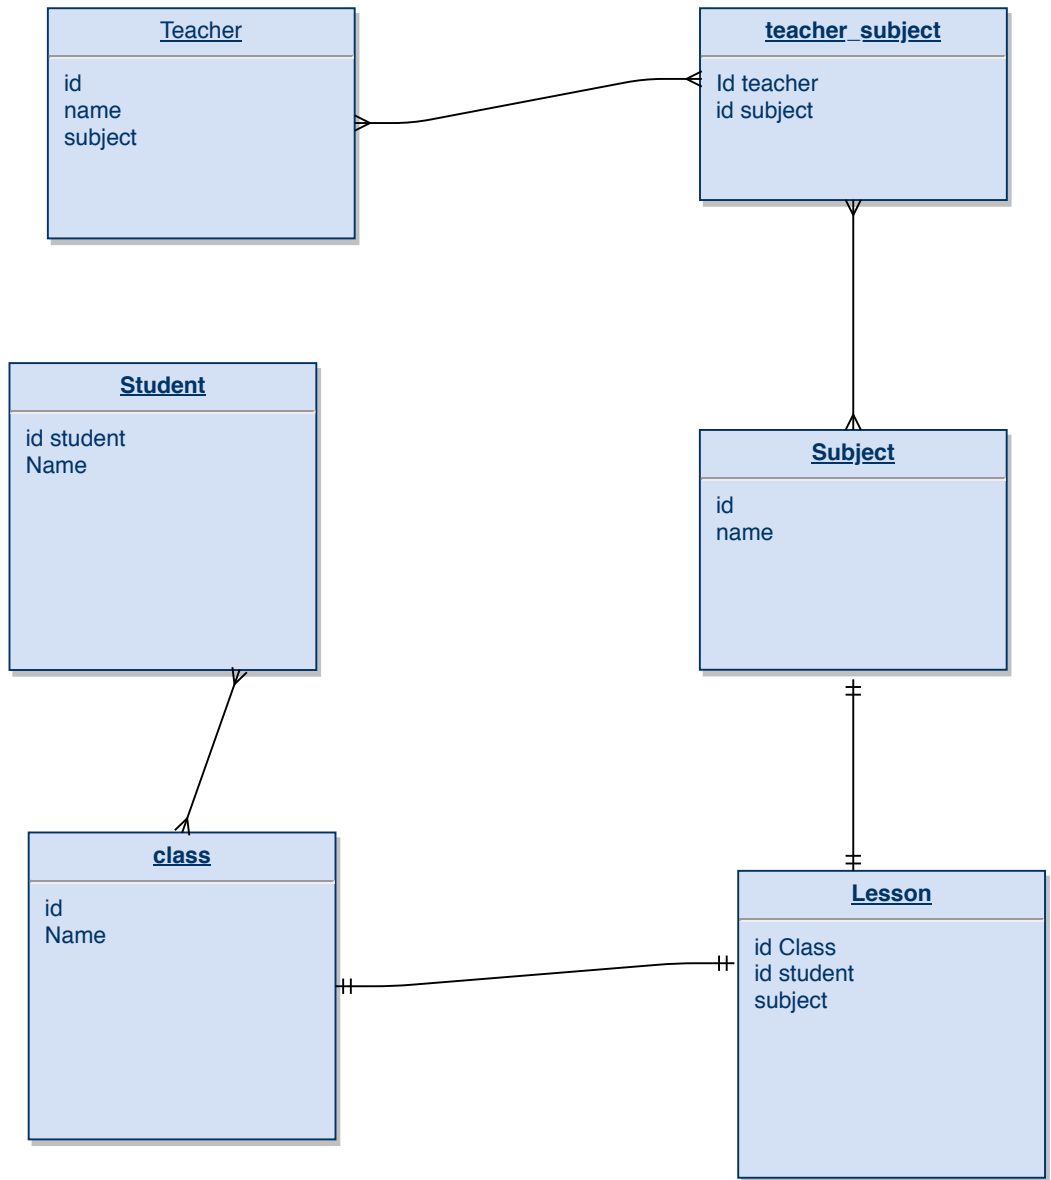 Teacher
id
name
subject
teacher_subject
Id teacher
id subject
Student
id student
Name
Subject
id
name
class
id
Name
Lesson
id Class
id student
subject